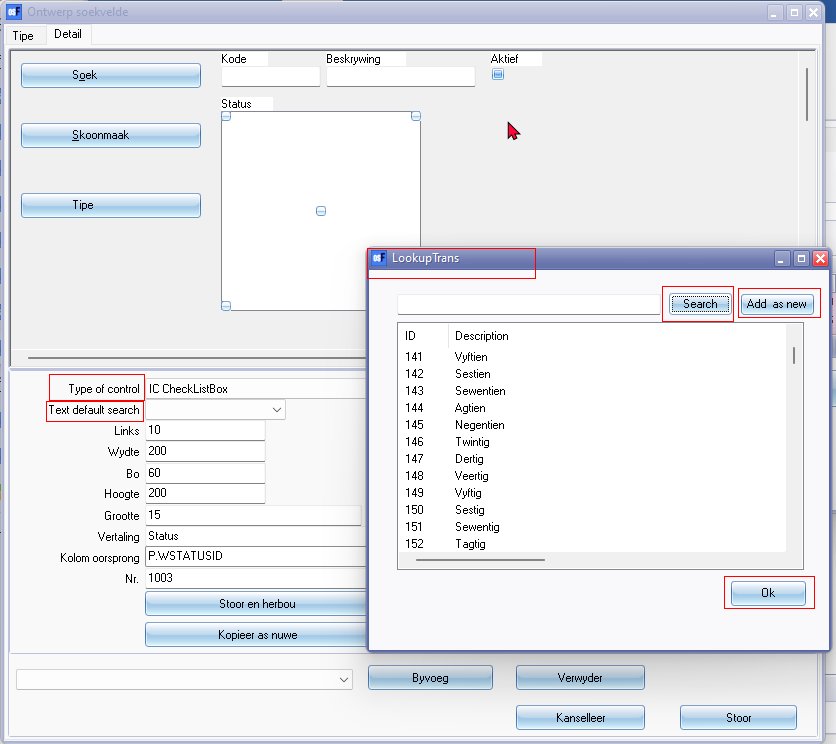 Ontwerp soekvelde
Tipe Detail
Soek Kode Beskrywing Aktief
Status
Skoonmaak
Tipe
LookupTrans
Search Add as new
ID Description
141 Vyftien
142 Sestien
143 Sewentien
144 Agtien
145 Negentien
146 Twintig
147 Dertig
148 Veertig
149 Vyftig
150 Sestig
151 Sewentig
152 Tagtig
Ok
Type of control IC CheckListBox
Text default search
Links 10
Wydte 200
Bo 60
Hoogte 200
Grootte 15
Vertaling Status
Kolom oorsprong P.WSTATUSID
Nr. 1003
Stoor en herbou
Kopieer as nuwe
Byvoeg Verwyder
Kanselleer Stoor